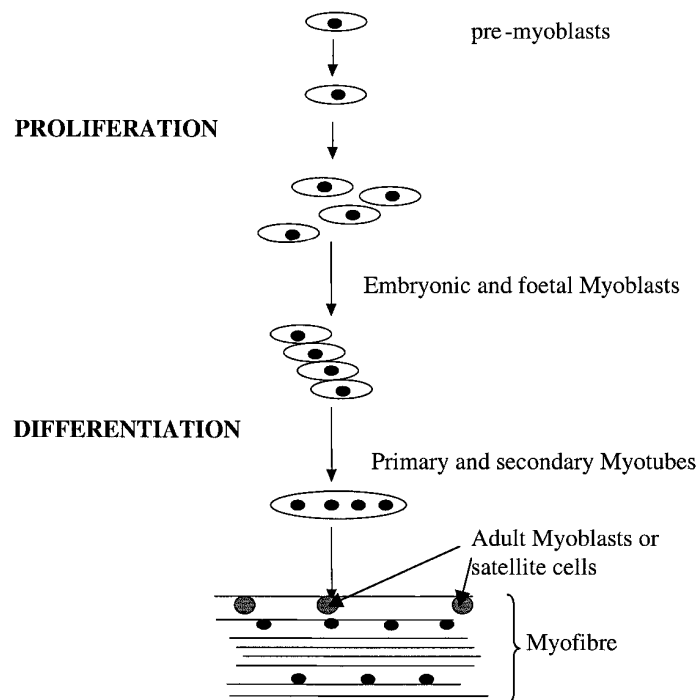 pre-myoblasts
PROLIFERATION
Embryonic and foetal Myoblasts
DIFFERENTIATION
Primary and secondary Myotubes
Adult Myoblasts or
satellite cells
Myofibre